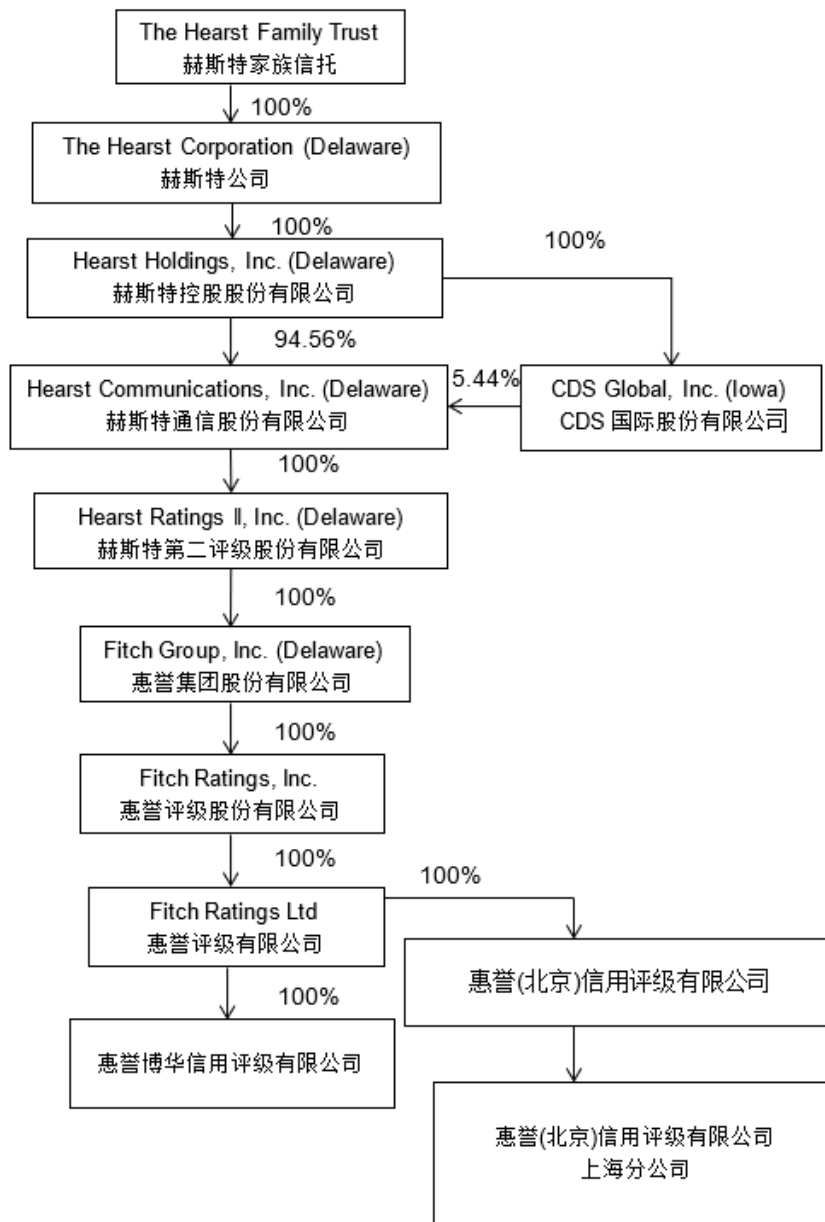 The Hearst Family Trust
赫斯特家族信托
100%
The Hearst Corporation (Delaware)
赫斯特公司
100%
100%
Hearst Holdings, Inc. (Delaware)
赫斯特控股股份有限公司
94.56%
Hearst Communications, Inc. (Delaware)
赫斯特通信股份有限公司
5.44%
CDS Global, Inc. (Iowa)
CDS 国际股份有限公司
100%
Hearst Ratings Ⅱ, Inc. (Delaware)
赫斯特第二评级股份有限公司
100%
Fitch Group, Inc. (Delaware)
惠誉集团股份有限公司
100%
Fitch Ratings, Inc.
惠誉评级股份有限公司
100%
Fitch Ratings Ltd
惠誉评级有限公司
100%
惠誉(北京)信用评级有限公司
100%
惠誉博华信用评级有限公司
惠誉(北京)信用评级有限公司
上海分公司